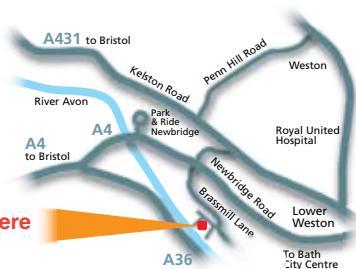 A431 to Bristol
Kelston Road
Penn Hill Road
Weston
River Avon
Park
& Ride
Newbridge
A4
A4
to Bristol
Royal United
Hospital
Newbridge Road
Brassmill Lane
Lower
Weston
ere
A36
To Bath
City Centre